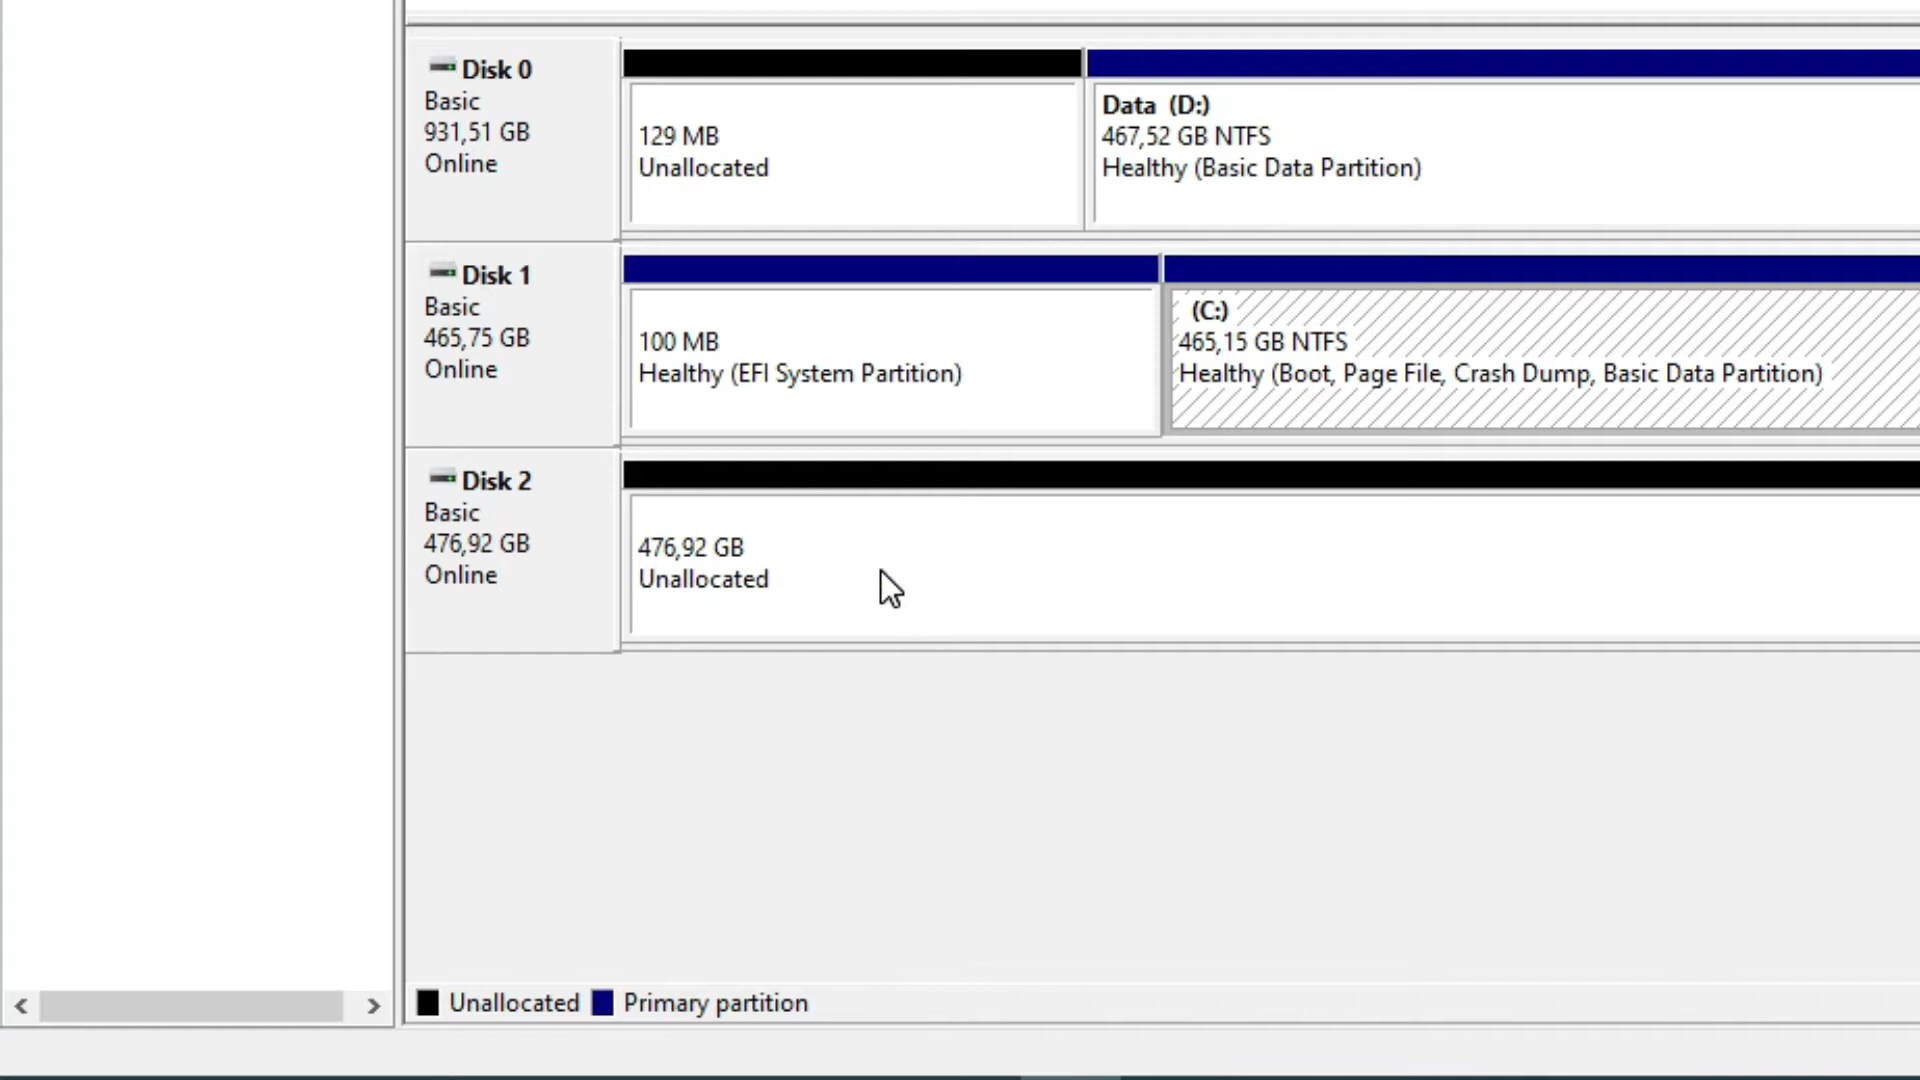 Disk 0
Basic
931,51 GB
Online
129 MB
Unallocated
Data (D:)
467,52 GB NTFS
Healthy (Basic Data Partition)
Disk 1
Basic
465,75 GB
Online
100 MB
Healthy (EFI System Partition)
(C:)
465,15 GB NTFS
Healthy (Boot, Page File, Crash Dump, Basic Data Partition)
Disk 2
Basic
476,92 GB
Online
476,92 GB
Unallocated
Unallocated Primary partition